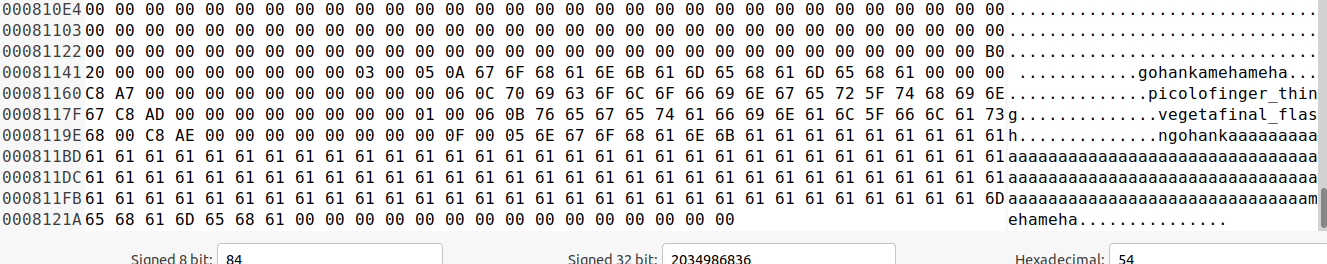 000810E4 00 00 00 00 00 00 00 00 00 00 00 00 00 00 00 00 00 00 00 00 00 00 00 00 00 00 00 00 00 00 00 ...............................
00081103 00 00 00 00 00 00 00 00 00 00 00 00 00 00 00 00 00 00 00 00 00 00 00 00 00 00 00 00 00 00 00 ...............................
00081122 00 00 00 00 00 00 00 00 00 00 00 00 00 00 00 00 00 00 00 00 00 00 00 00 00 00 00 00 00 00 B0 ...............................
00081141 20 00 00 00 00 00 00 00 00 03 00 05 0A 67 6F 68 61 6E 6B 61 6D 65 68 61 6D 65 68 61 00 00 00  ............gohankamehameha...
00081160 C8 A7 00 00 00 00 00 00 00 00 00 00 06 0C 70 69 63 6F 6C 6F 66 69 6E 67 65 72 5F 74 68 69 6E ..............picolofinger_thin
0008117F 67 C8 AD 00 00 00 00 00 00 00 00 01 00 06 0B 76 65 67 65 74 61 66 69 6E 61 6C 5F 66 6C 61 73 g..............vegetafinal_flas
0008119E 68 00 C8 AE 00 00 00 00 00 00 00 00 0F 00 05 6E 67 6F 68 61 6E 6B 61 61 61 61 61 61 61 61 61 h..............ngohankaaaaaaaaa
000811BD 61 61 61 61 61 61 61 61 61 61 61 61 61 61 61 61 61 61 61 61 61 61 61 61 61 61 61 61 61 61 61 aaaaaaaaaaaaaaaaaaaaaaaaaaaaaaa
000811DC 61 61 61 61 61 61 61 61 61 61 61 61 61 61 61 61 61 61 61 61 61 61 61 61 61 61 61 61 61 61 61 aaaaaaaaaaaaaaaaaaaaaaaaaaaaaaa
000811FB 61 61 61 61 61 61 61 61 61 61 61 61 61 61 61 61 61 61 61 61 61 61 61 61 61 61 61 61 61 61 6D aaaaaaaaaaaaaaaaaaaaaaaaaaaaaam
0008121A 65 68 61 6D 65 68 61 00 00 00 00 00 00 00 00 00 00 00 00 00 00 00 ehameha...............
Signed 8 bit: 84 Signed 32 bit: 2034986836 Hexadecimal: 54